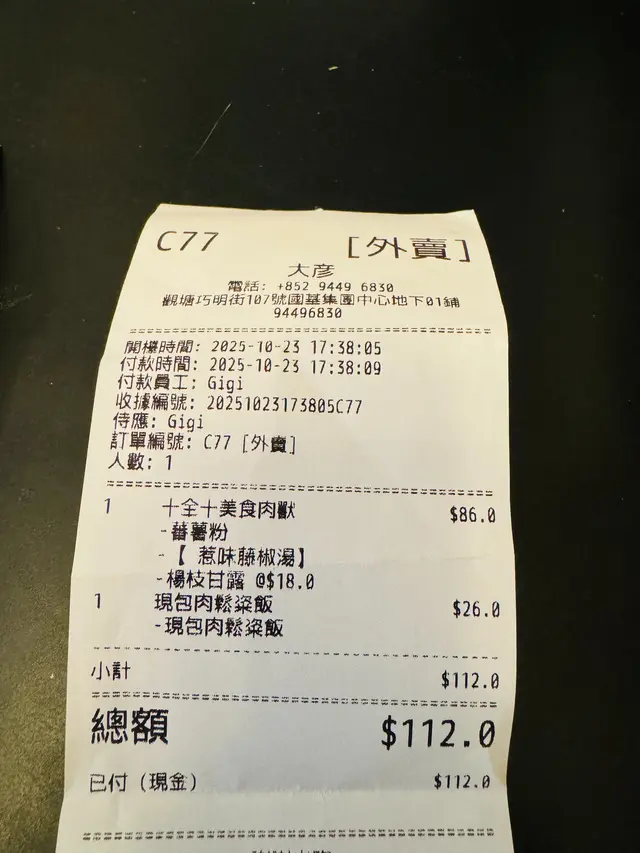 C77 [外賣]
大彦
電話: +852 9449 6830
觀塘巧明街107號國基集團中心地下01鋪
94496830
開檯時間: 2025-10-23 17:38:05
付款時間: 2025-10-23 17:38:09
付款員工: Gigi
收據編號: 20251023173805C77
侍應: Gigi
訂單編號: C77 [外賣]
人數: 1
1 十全十美食肉獸 $86.0
-蕃薯粉
-【 惹味藤椒湯】
-楊枝甘露 @$18.0
1 現包肉鬆粢飯 $26.0
-現包肉鬆粢飯
小計 $112.0
總額 $112.0
已付 (現金) $112.0